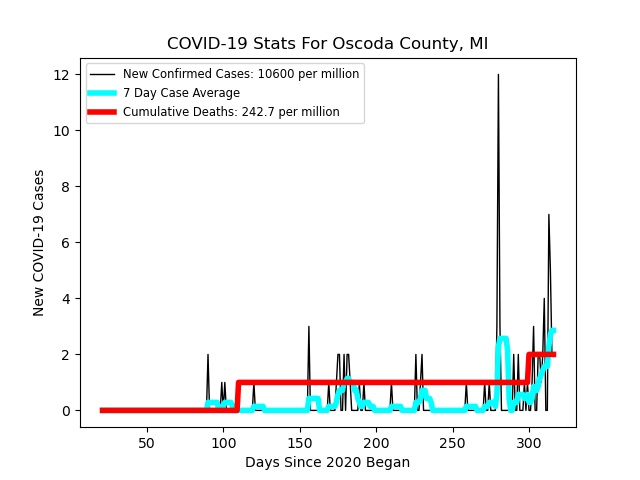 COVID-19 Stats For Oscoda County, MI
New Confirmed Cases: 10600 per million
7 Day Case Average
Cumulative Deaths: 242.7 per million
New COVID-19 Cases
12
10
8
6
4
2
0
50 100 150 200 250 300
Days Since 2020 Began